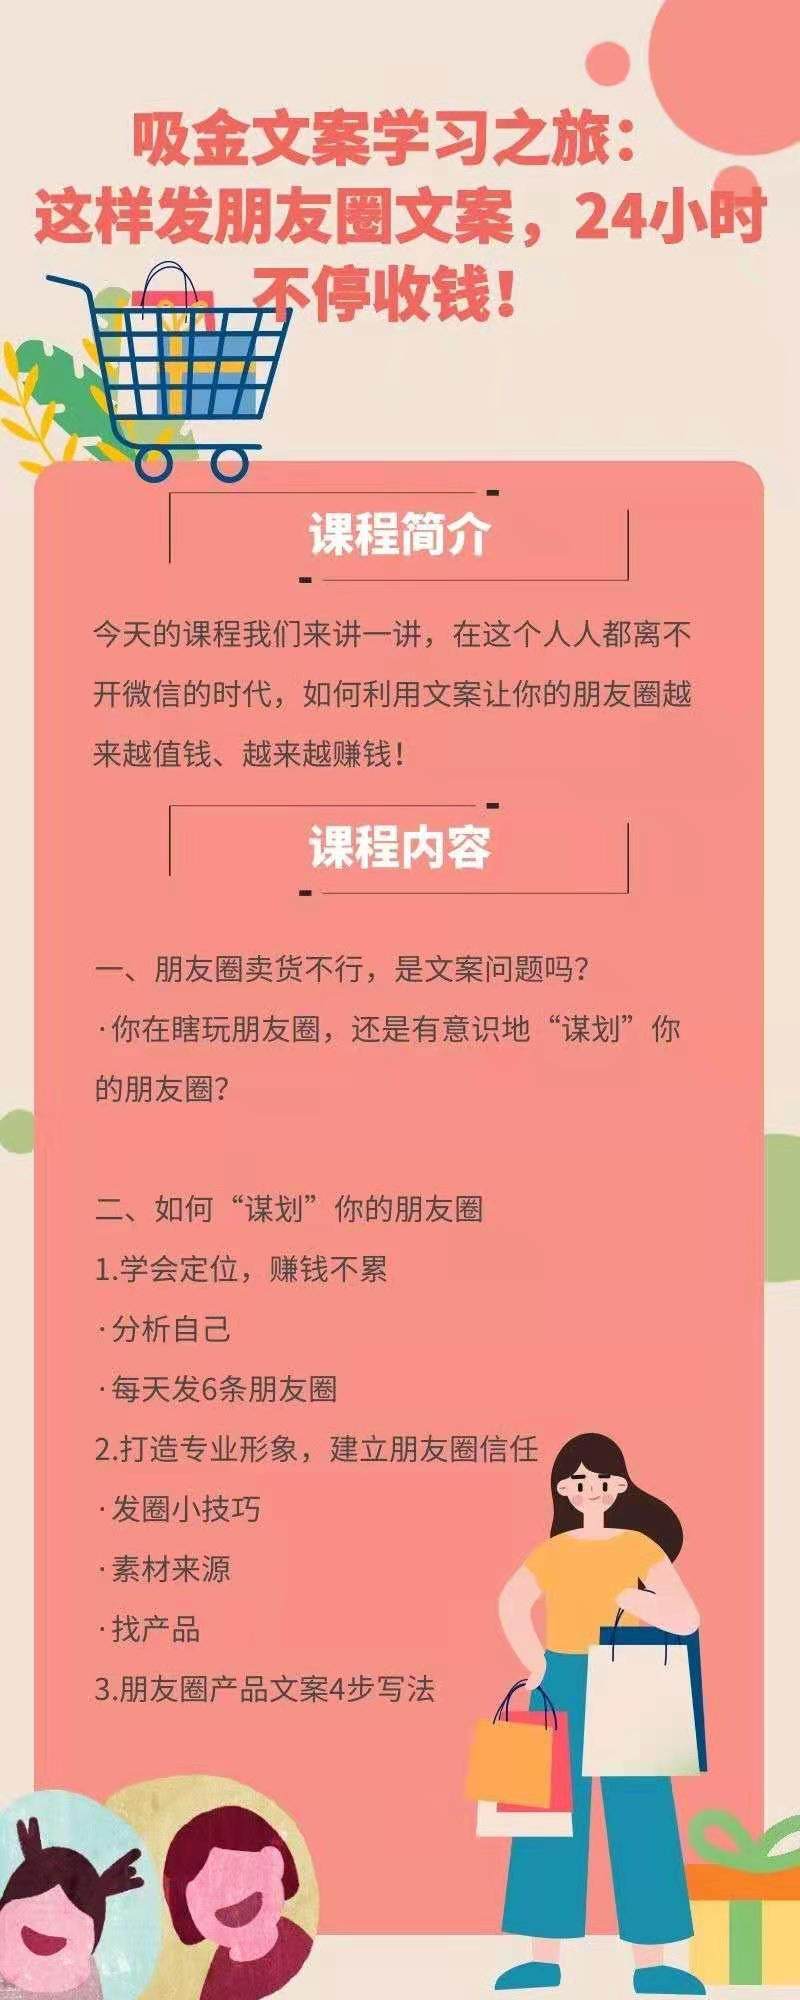 吸金文案学习之旅：
这样发朋友圈文案，24小时
不停收钱！
课程简介
今天的课程我们来讲一讲，在这个人人都离不
开微信的时代，如何利用文案让你的朋友圈越
来越值钱、越来越赚钱！
课程内容
一、朋友圈卖货不行，是文案问题吗？
·你在瞎玩朋友圈，还是有意识地“谋划”你
的朋友圈？
二、如何“谋划”你的朋友圈
1.学会定位，赚钱不累
·分析自己
·每天发6条朋友圈
2.打造专业形象，建立朋友圈信任
·发圈小技巧
·素材来源
·找产品
3.朋友圈产品文案4步写法